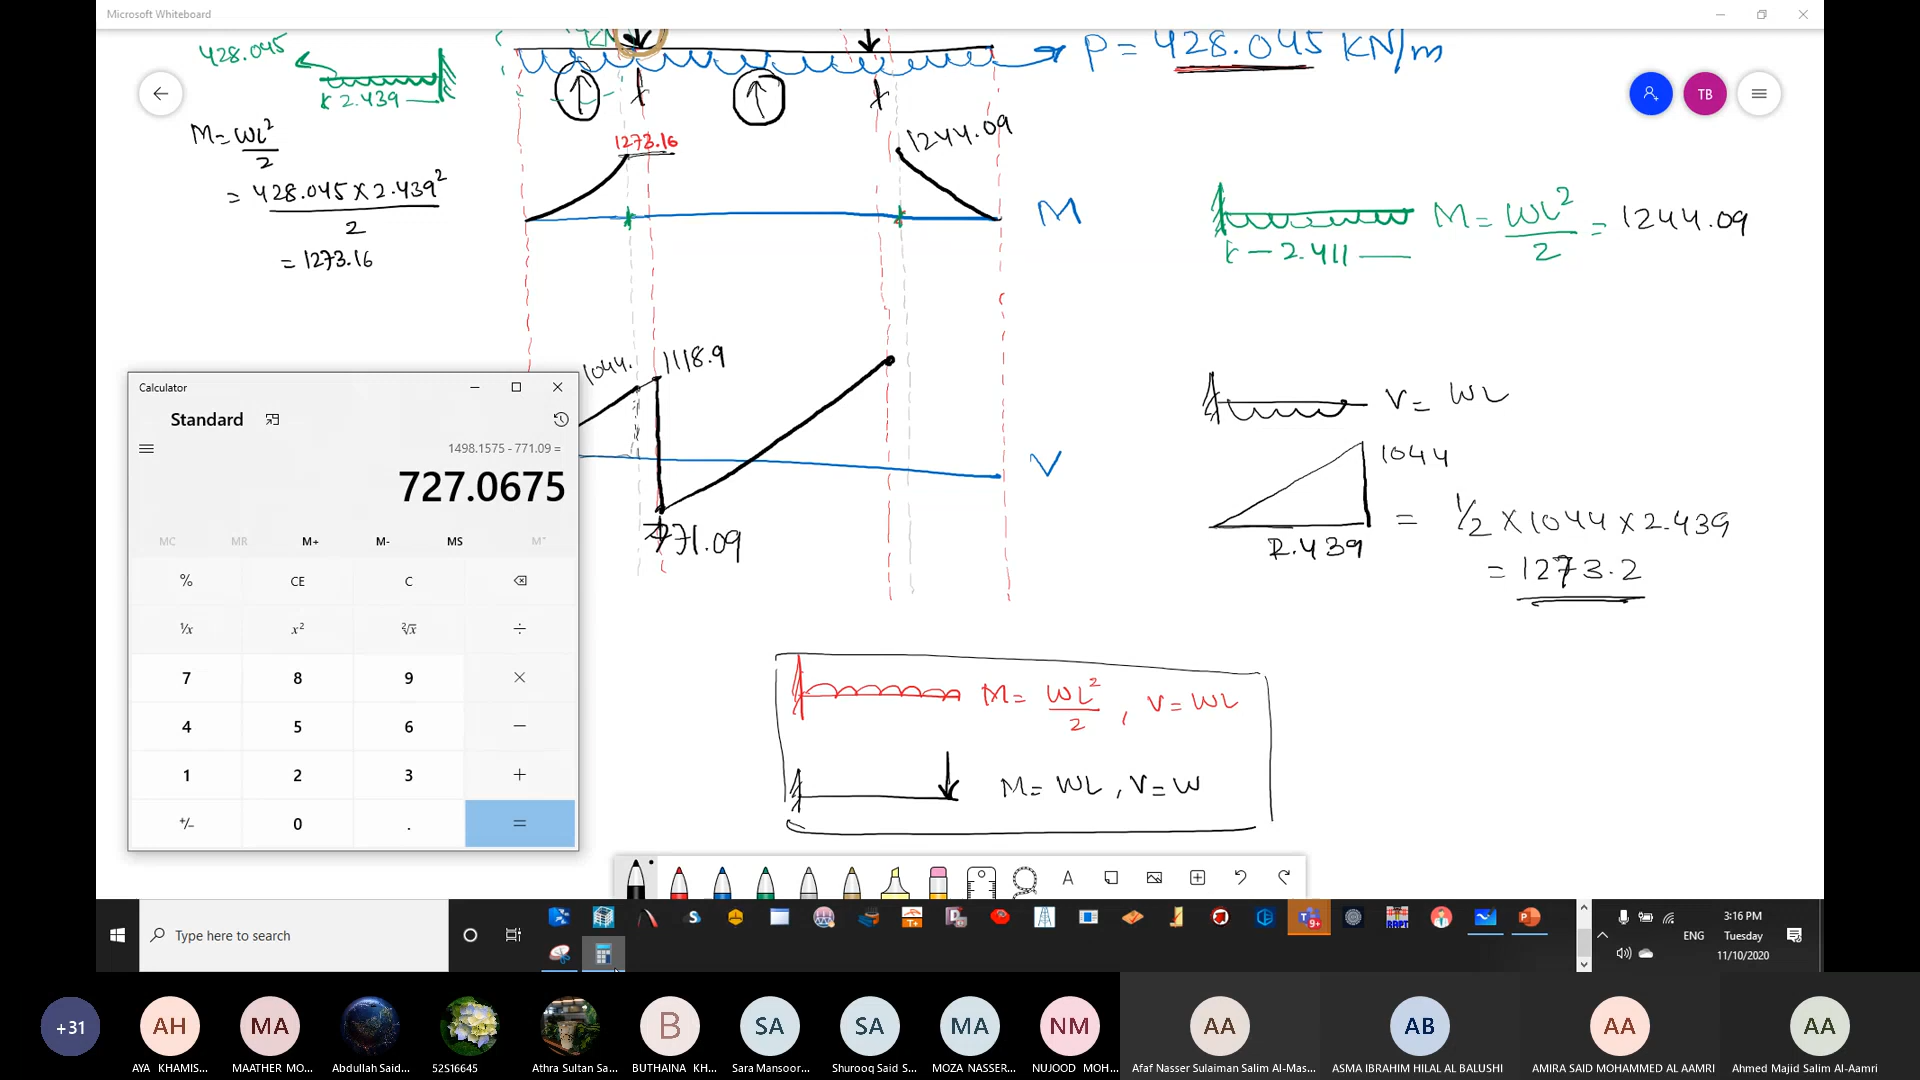 Microsoft Whiteboard
428.045
2.439
M = WL²/2
= 428.045 x 2.439²/2
= 1273.16
KN
P = 428.045 KN/m
TB
1273.16
1244.09
M
2.411
M = WL²/2 = 1244.09
1044.
1118.9
V
771.09
V = WL
1044
2.439
= 1/2 x 1044 x 2.439
= 1273.2
M = WL²/2 , V = WL
M = WL , V = W
Calculator
Standard
1498.1575 - 771.09 =
727.0675
MC MR M+ M- MS M˅
% CE C
¹/x x² ²√x ÷
7 8 9 ×
4 5 6 −
1 2 3 +
+/- 0 . =
A
Type here to search
9+
ENG
3:16 PM
Tuesday
11/10/2020
+31
AH MA B SA SA MA NM AA AB AA AA
AYA KHAMIS...
MAATHER MO...
Abdullah Said...
52S16645
Athra Sultan Sa...
BUTHAINA KH...
Sara Mansoor...
Shurooq Said S...
MOZA NASSER...
NUJOOD MOH...
Afaf Nasser Sulaiman Salim Al-Mas...
ASMA IBRAHIM HILAL AL BALUSHI
AMIRA SAID MOHAMMED AL AAMRI
Ahmed Majid Salim Al-Aamri